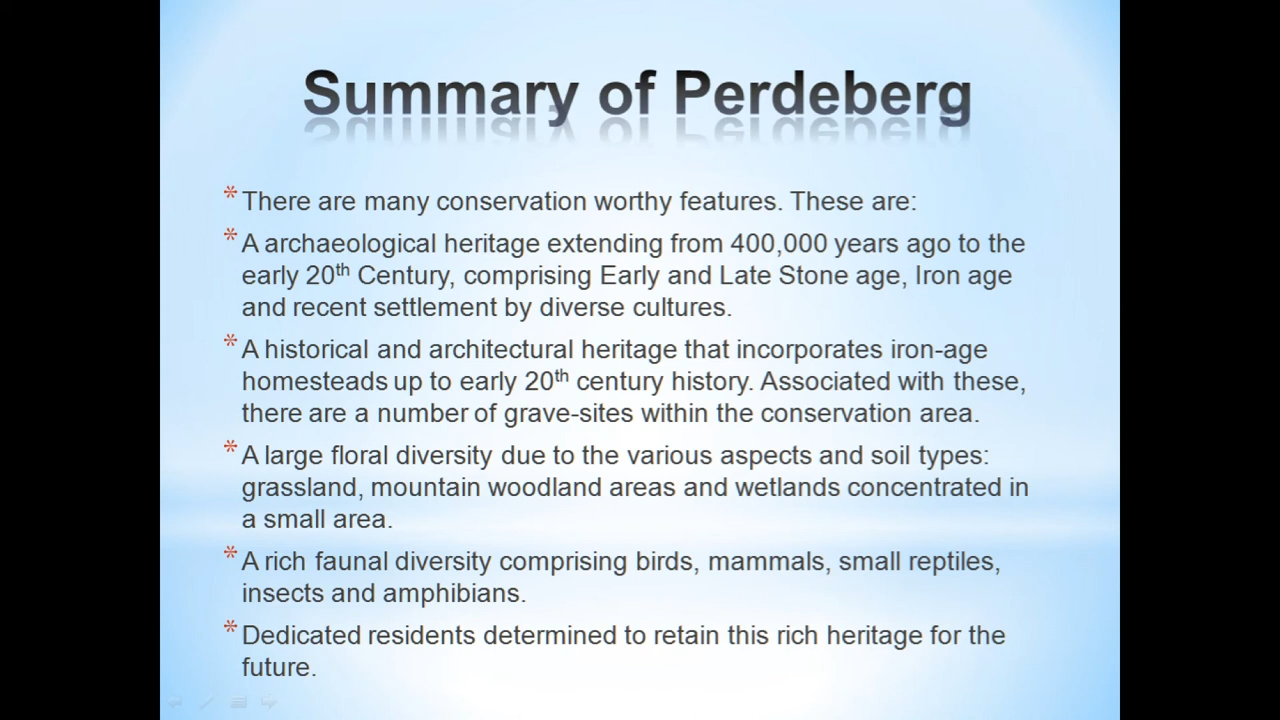 Summary of Perdeberg
* There are many conservation worthy features. These are:
* A archaeological heritage extending from 400,000 years ago to the
early 20th Century, comprising Early and Late Stone age, Iron age
and recent settlement by diverse cultures.
* A historical and architectural heritage that incorporates iron-age
homesteads up to early 20th century history. Associated with these,
there are a number of grave-sites within the conservation area.
* A large floral diversity due to the various aspects and soil types:
grassland, mountain woodland areas and wetlands concentrated in
a small area.
* A rich faunal diversity comprising birds, mammals, small reptiles,
insects and amphibians.
* Dedicated residents determined to retain this rich heritage for the
future.